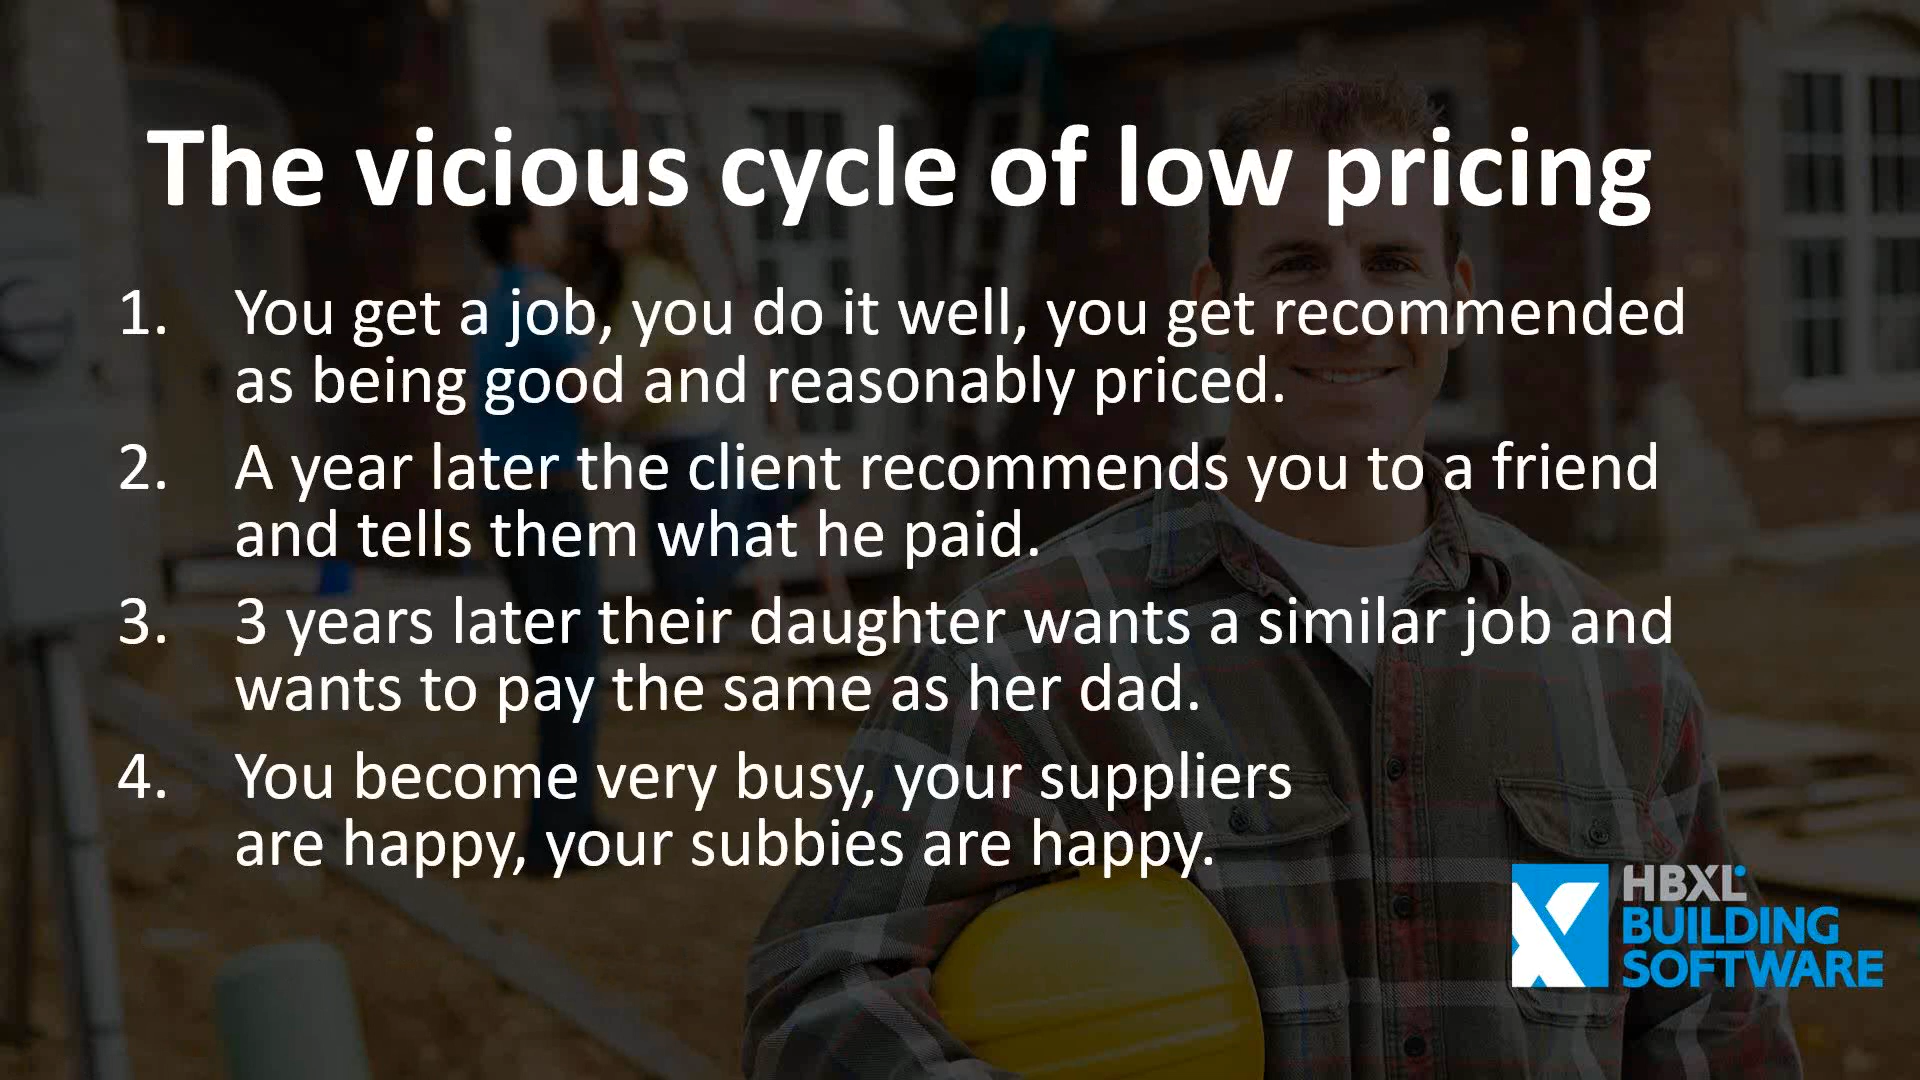 The vicious cycle of low pricing
1. You get a job, you do it well, you get recommended
as being good and reasonably priced.
2. A year later the client recommends you to a friend
and tells them what he paid.
3. 3 years later their daughter wants a similar job and
wants to pay the same as her dad.
4. You become very busy, your suppliers
are happy, your subbies are happy.
HBXL
BUILDING
SOFTWARE